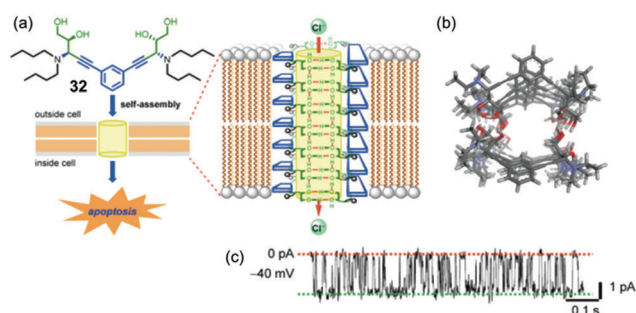 (a)
HO
OH
OH
OH
N
N
32
self-assembly
outside cell
inside cell
apoptosis
Cl⁻
Cl⁻
(b)
(c)
0 pA
−40 mV
1 pA
0.1 s